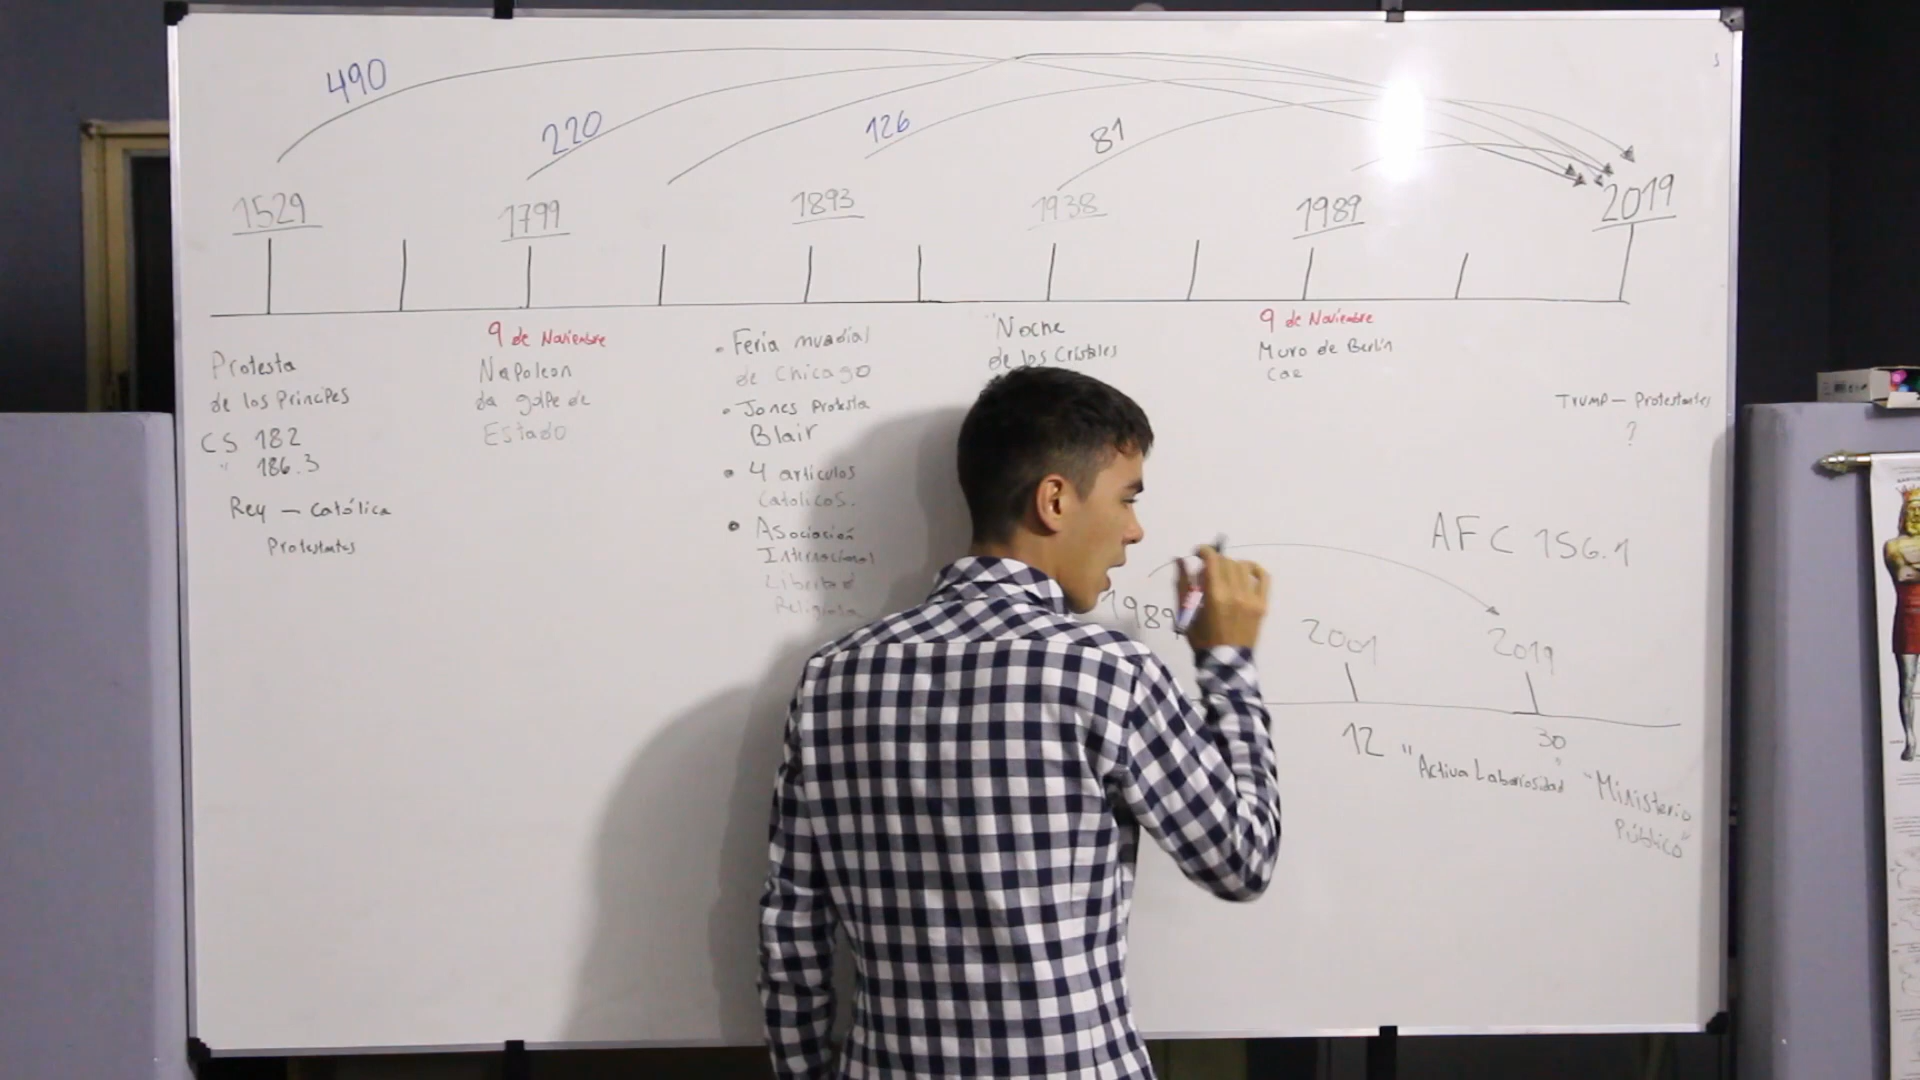 490
220
126
81
1529
1799
1893
1938
1989
2019
Protesta
de los Principes
CS 182
" 186.3
Rey – Católica
Protestantes
9 de Noviembre
Napoleon
da golpe de
Estado
• Feria mundial
de Chicago
• Jones Protesta
Blair
• 4 articulos
Catolicos.
• Asociación
Internacional
Libertad
Religiosa
"Noche
de los Cristales
9 de Noviembre
Muro de Berlín
cae
Trump – Protestantes
?
AFC 156.1
1989
2001
2019
12
30
"Activa Laboriosidad
"Ministerio
Público"